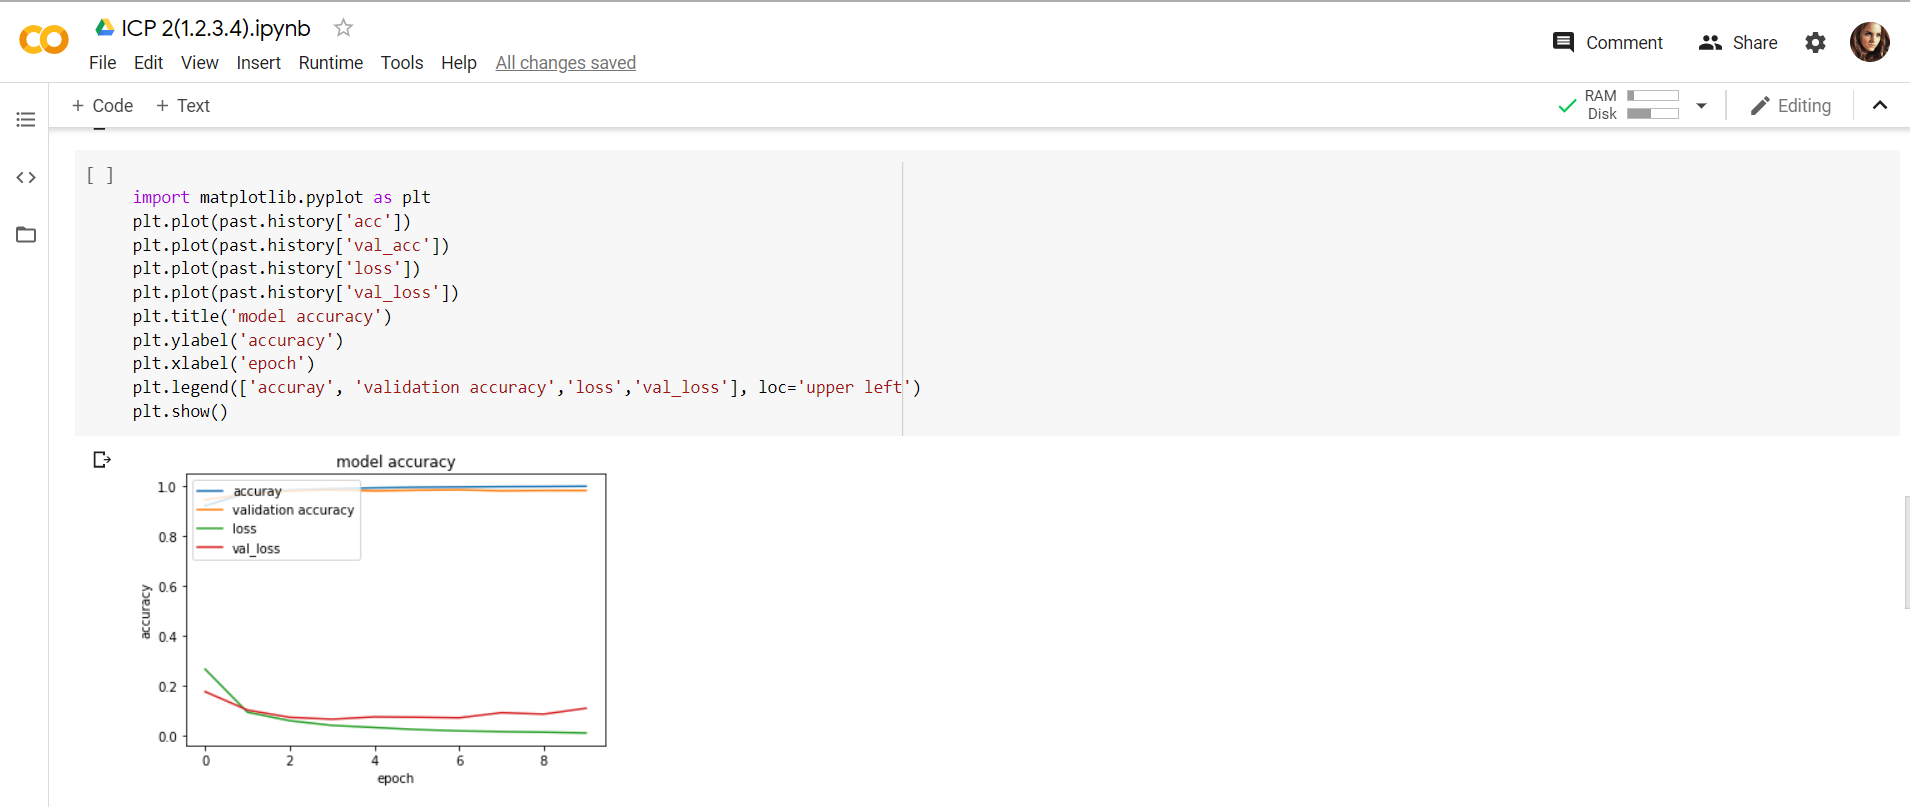 ICP 2(1.2.3.4).ipynb
File Edit View Insert Runtime Tools Help All changes saved
Comment Share
+ Code + Text
RAM
Disk
Editing
[ ]
import matplotlib.pyplot as plt
plt.plot(past.history['acc'])
plt.plot(past.history['val_acc'])
plt.plot(past.history['loss'])
plt.plot(past.history['val_loss'])
plt.title('model accuracy')
plt.ylabel('accuracy')
plt.xlabel('epoch')
plt.legend(['accuray', 'validation accuracy','loss','val_loss'], loc='upper left')
plt.show()
model accuracy
1.0
0.8
0.6
0.4
0.2
0.0
accuracy
accuray
validation accuracy
loss
val_loss
0 2 4 6 8
epoch